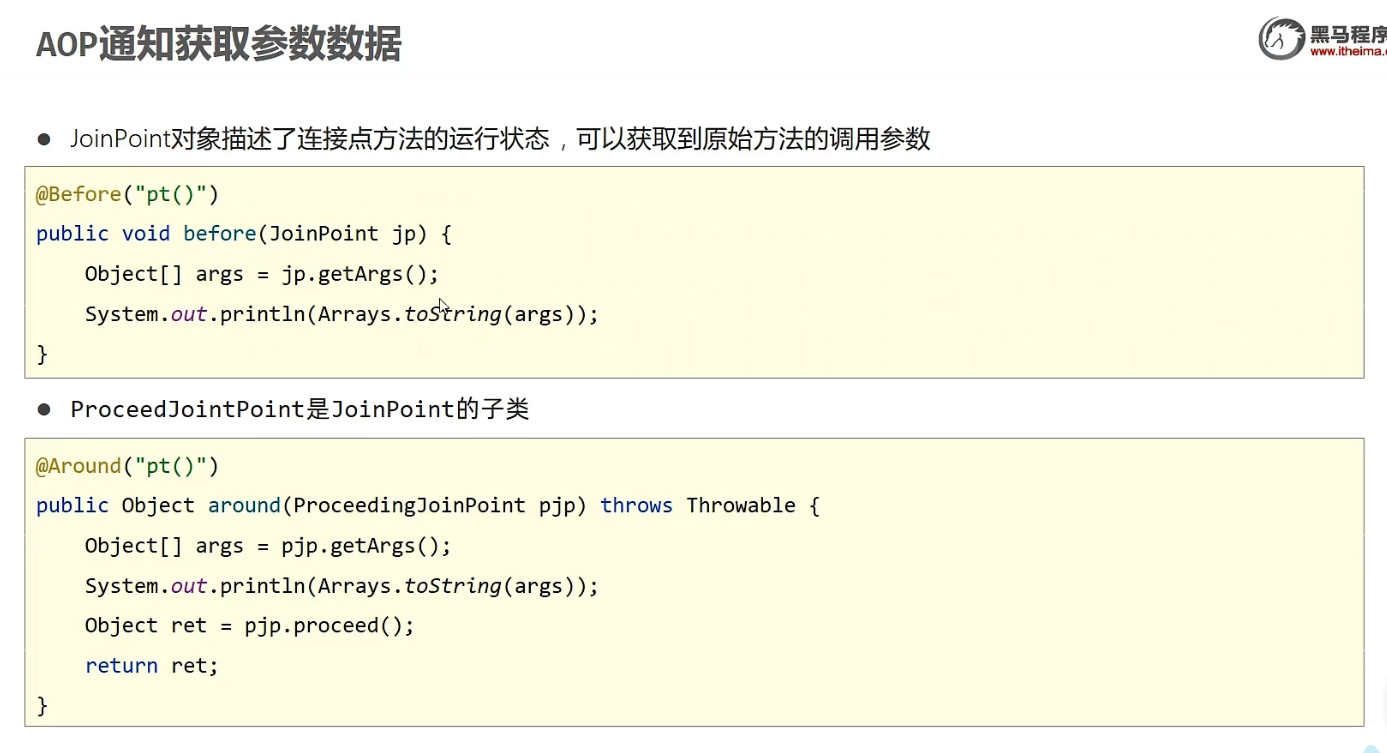 AOP通知获取参数数据
黑马程序
www.itheima.
● JoinPoint对象描述了连接点方法的运行状态，可以获取到原始方法的调用参数
@Before("pt()")
public void before(JoinPoint jp) {
    Object[] args = jp.getArgs();
    System.out.println(Arrays.toString(args));
}
● ProceedJointPoint是JoinPoint的子类
@Around("pt()")
public Object around(ProceedingJoinPoint pjp) throws Throwable {
    Object[] args = pjp.getArgs();
    System.out.println(Arrays.toString(args));
    Object ret = pjp.proceed();
    return ret;
}